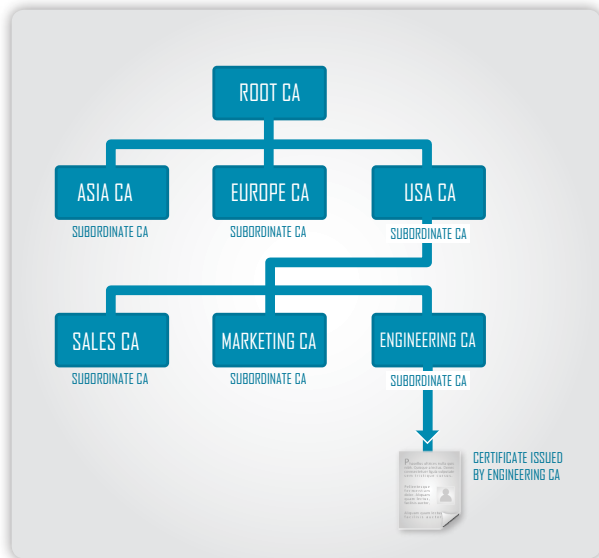 ROOT CA
ASIA CA
EUROPE CA
USA CA
SUBORDINATE CA
SUBORDINATE CA
SUBORDINATE CA
SALES CA
MARKETING CA
ENGINEERING CA
SUBORDINATE CA
SUBORDINATE CA
SUBORDINATE CA
CERTIFICATE ISSUED
BY ENGINEERING CA